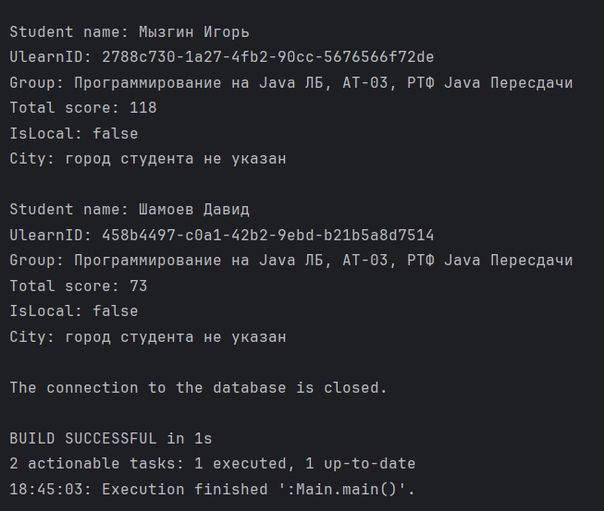 Student name: Мызгин Игорь
UlearnID: 2788c730-1a27-4fb2-90cc-5676566f72de
Group: Программирование на Java ЛБ, АТ-03, РТФ Java Пересдачи
Total score: 118
IsLocal: false
City: город студента не указан
Student name: Шамоев Давид
UlearnID: 458b4497-c0a1-42b2-9ebd-b21b5a8d7514
Group: Программирование на Java ЛБ, АТ-03, РТФ Java Пересдачи
Total score: 73
IsLocal: false
City: город студента не указан
The connection to the database is closed.
BUILD SUCCESSFUL in 1s
2 actionable tasks: 1 executed, 1 up-to-date
18:45:03: Execution finished ':Main.main()'.